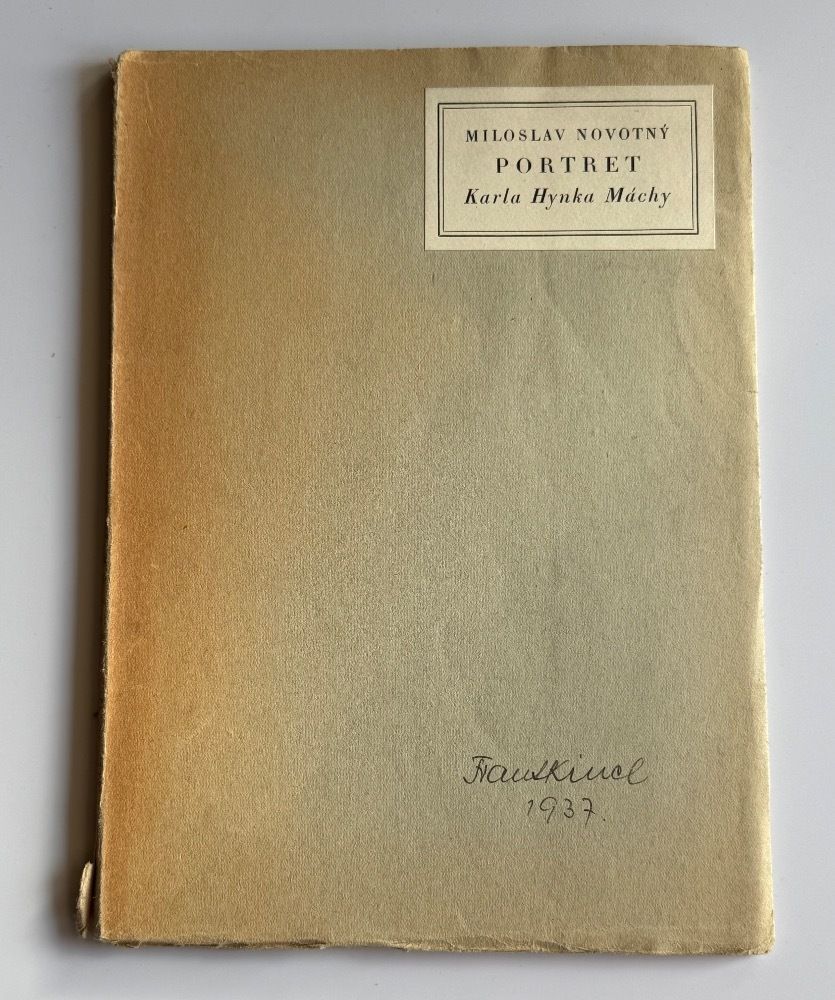 MILOSLAV NOVOTNÝ
PORTRET
Karla Hynka Máchy
1937.